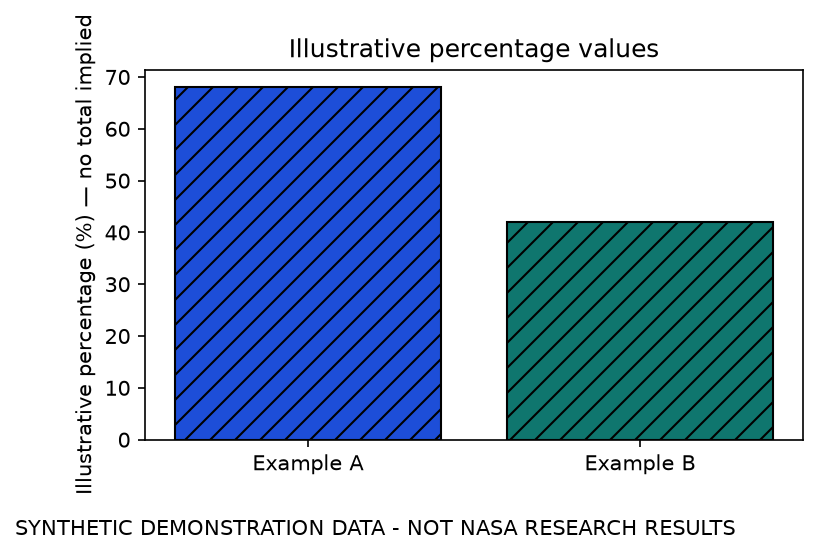 Illustrative percentage values
Illustrative percentage (%) — no total implied
70
60
50
40
30
20
10
0
Example A
Example B
SYNTHETIC DEMONSTRATION DATA - NOT NASA RESEARCH RESULTS